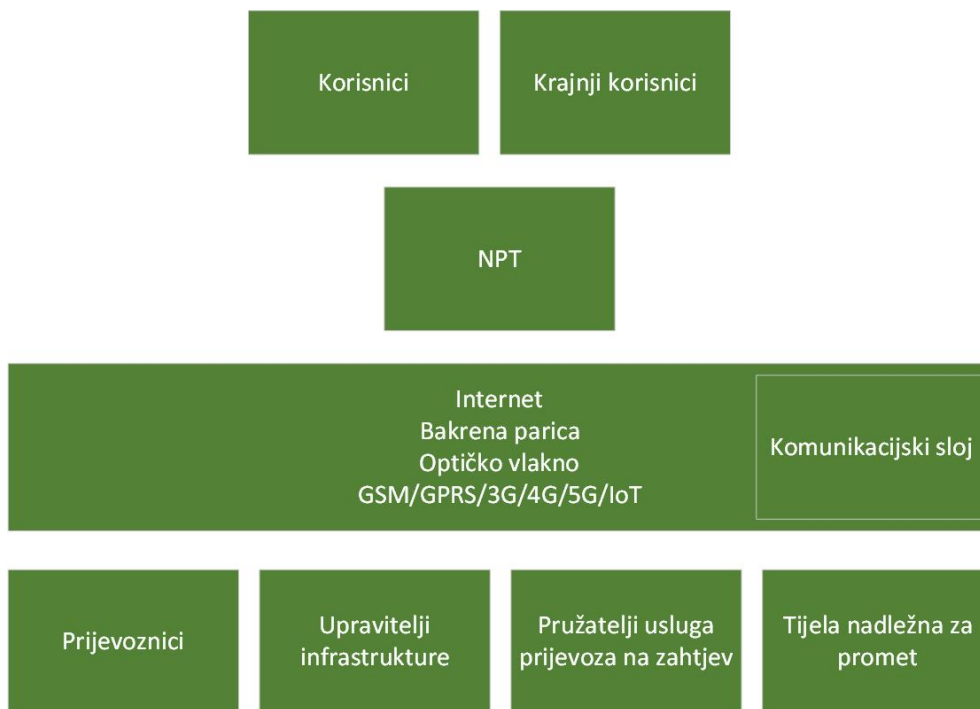 Korisnici
Krajnji korisnici
NPT
Internet
Bakrena parica
Optičko vlakno
GSM/GPRS/3G/4G/5G/IoT
Komunikacijski sloj
Prijevoznici
Upravitelji
infrastrukture
Pružatelji usluga
prijevoza na zahtjev
Tijela nadležna za
promet